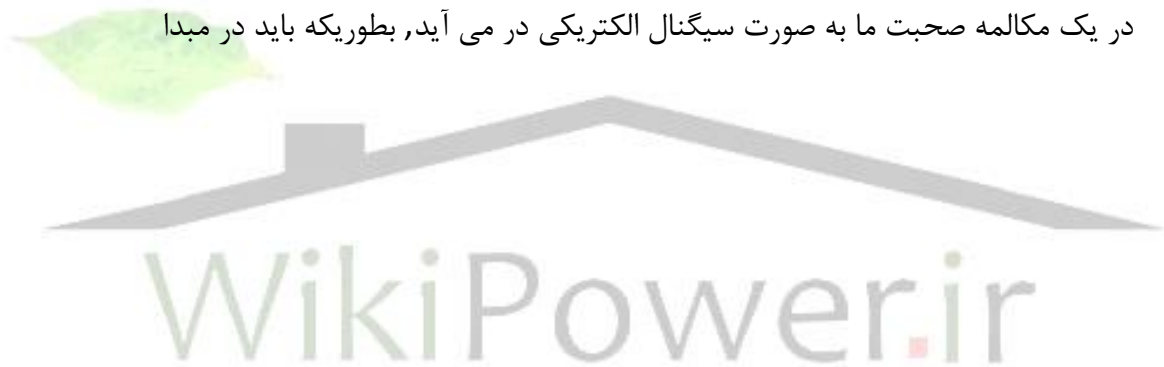 در یک مکالمه صحبت ما به صورت سیگنال الکتریکی در می آید, بطوریکه باید در مبدا
WikiPower.ir